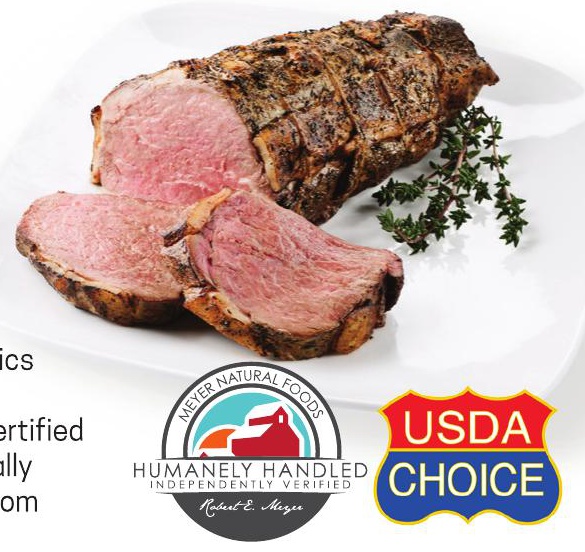 ics
ertified
ally
om
MEYER NATURAL FOODS
HUMANELY HANDLED
INDEPENDENTLY VERIFIED
Robert E. Meyer
USDA
CHOICE